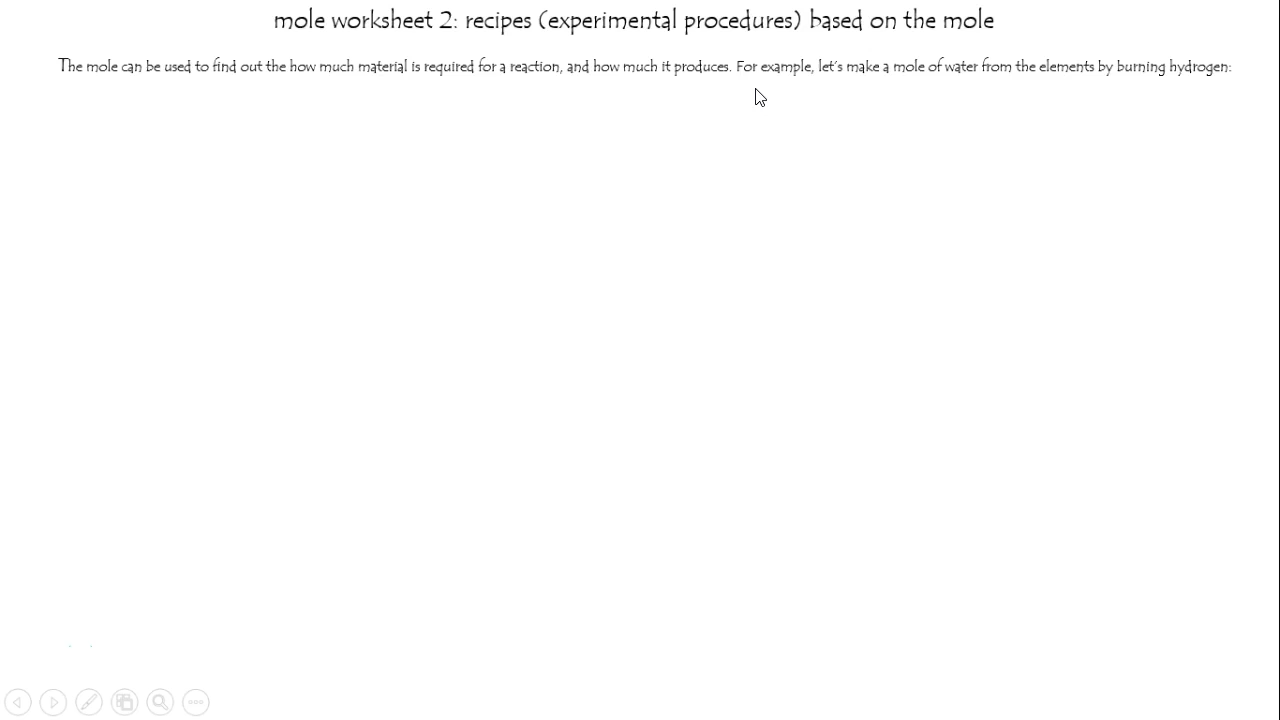 mole worksheet 2: recipes (experimental procedures) based on the mole
The mole can be used to find out the how much material is required for a reaction, and how much it produces. For example, let's make a mole of water from the elements by burning hydrogen: